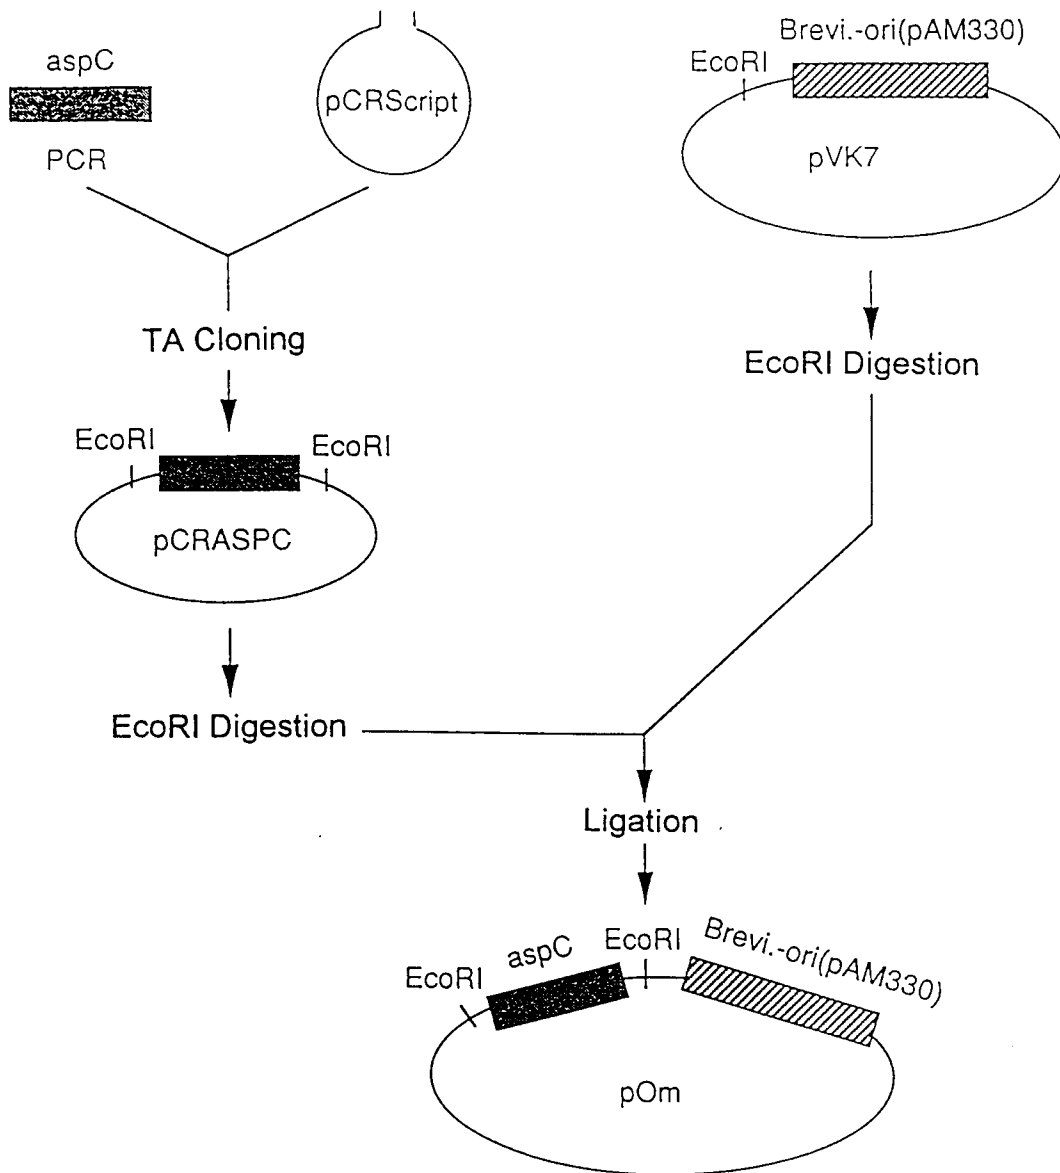 aspC
PCR
pCRScript
Brevi.-ori(pAM330)
EcoRI
pVK7
TA Cloning
EcoRI Digestion
EcoRI
EcoRI
pCRASPC
EcoRI Digestion
Ligation
EcoRI
aspC
EcoRI
Brevi.-ori(pAM330)
pOm